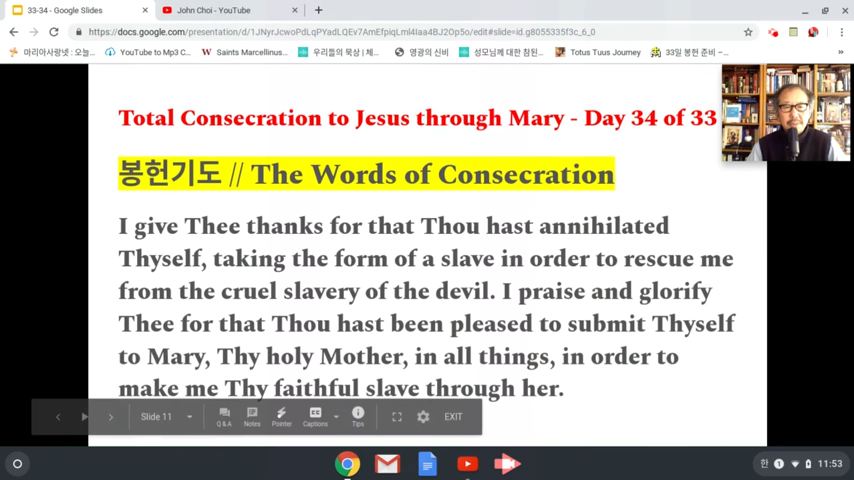 33-34 - Google Slides
John Choi - YouTube
https://docs.google.com/presentation/d/1JNyrJcwoPdLqPYadLQEv7AmEfpiqLml4Iaa4BJ2Op5o/edit#slide=id.g8055335f3c_6_0
마리아사랑넷 : 오늘...
YouTube to Mp3 C...
Saints Marcellinus...
우리들의 묵상 | 체...
영광의 신비
성모님께 대한 참된...
Totus Tuus Journey
33일 봉헌 준비 –...
Total Consecration to Jesus through Mary - Day 34 of 33
봉헌기도 // The Words of Consecration
I give Thee thanks for that Thou hast annihilated
Thyself, taking the form of a slave in order to rescue me
from the cruel slavery of the devil. I praise and glorify
Thee for that Thou hast been pleased to submit Thyself
to Mary, Thy holy Mother, in all things, in order to
make me Thy faithful slave through her.
Slide 11
Q & A
Notes
Pointer
Captions
Tips
EXIT
한
1
11:53